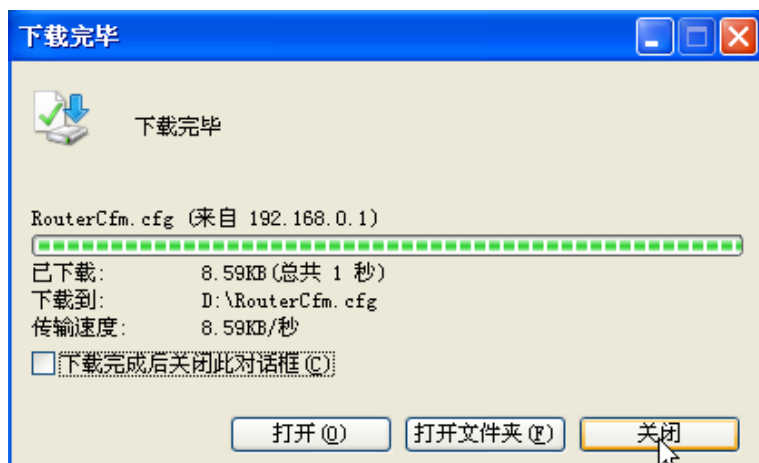 下载完毕
下载完毕
RouterCfm.cfg (来自 192.168.0.1)
已下载: 8.59KB(总共 1 秒)
下载到: D:\RouterCfm.cfg
传输速度: 8.59KB/秒
下载完成后关闭此对话框(C)
打开(O) 打开文件夹(F) 关闭